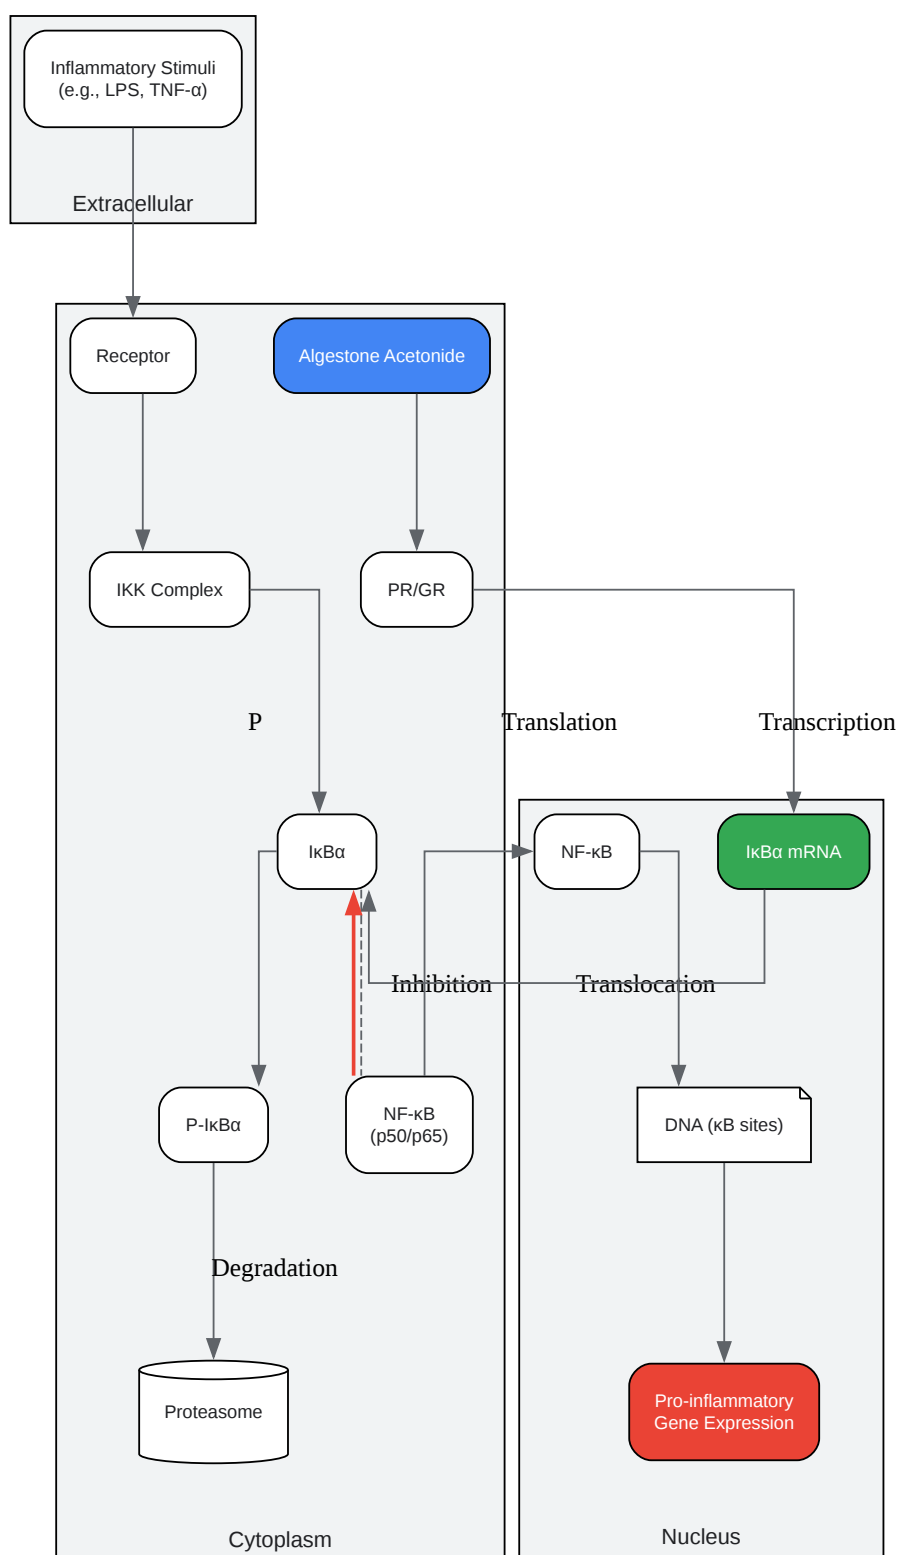 Inflammatory Stimuli
(e.g., LPS, TNF-α)
Extracellular
Receptor
Algestone Acetonide
IKK Complex
PR/GR
P
Translation
Transcription
IκBα
NF-κB
IκBα mRNA
Inhibition
Translocation
P-IκBα
NF-κB
(p50/p65)
DNA (κB sites)
Degradation
Proteasome
Pro-inflammatory
Gene Expression
Cytoplasm
Nucleus